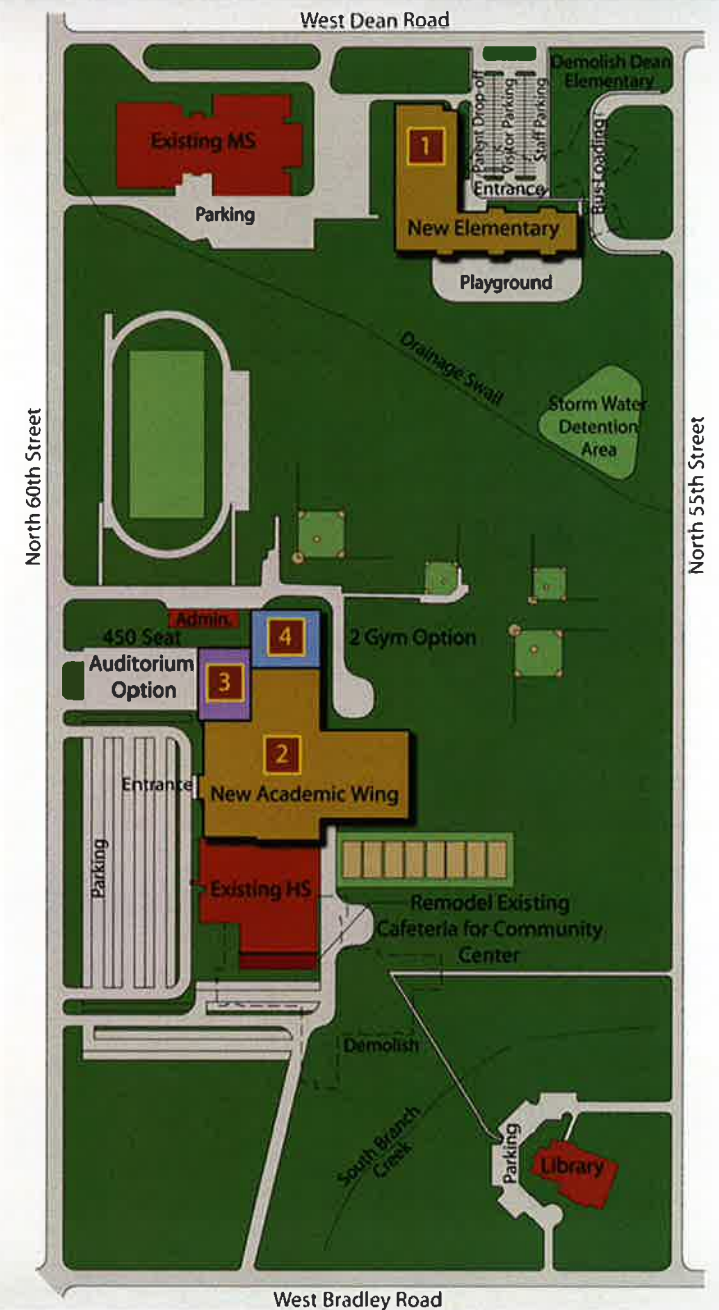 West Dean Road
Demolish Dean
Elementary
Parent Drop-off
Visitor Parking
Staff Parking
Bus Loading
Existing MS
1
Entrance
Parking
New Elementary
Playground
Drainage Swail
Storm Water
Detention
Area
North 60th Street
North 55th Street
Admin.
450 Seat
Auditorium
Option
4
2 Gym Option
3
2
Entrance
New Academic Wing
Parking
Existing HS
Remodel Existing
Cafeteria for Community
Center
Demolish
South Branch
Creek
Parking
Library
West Bradley Road